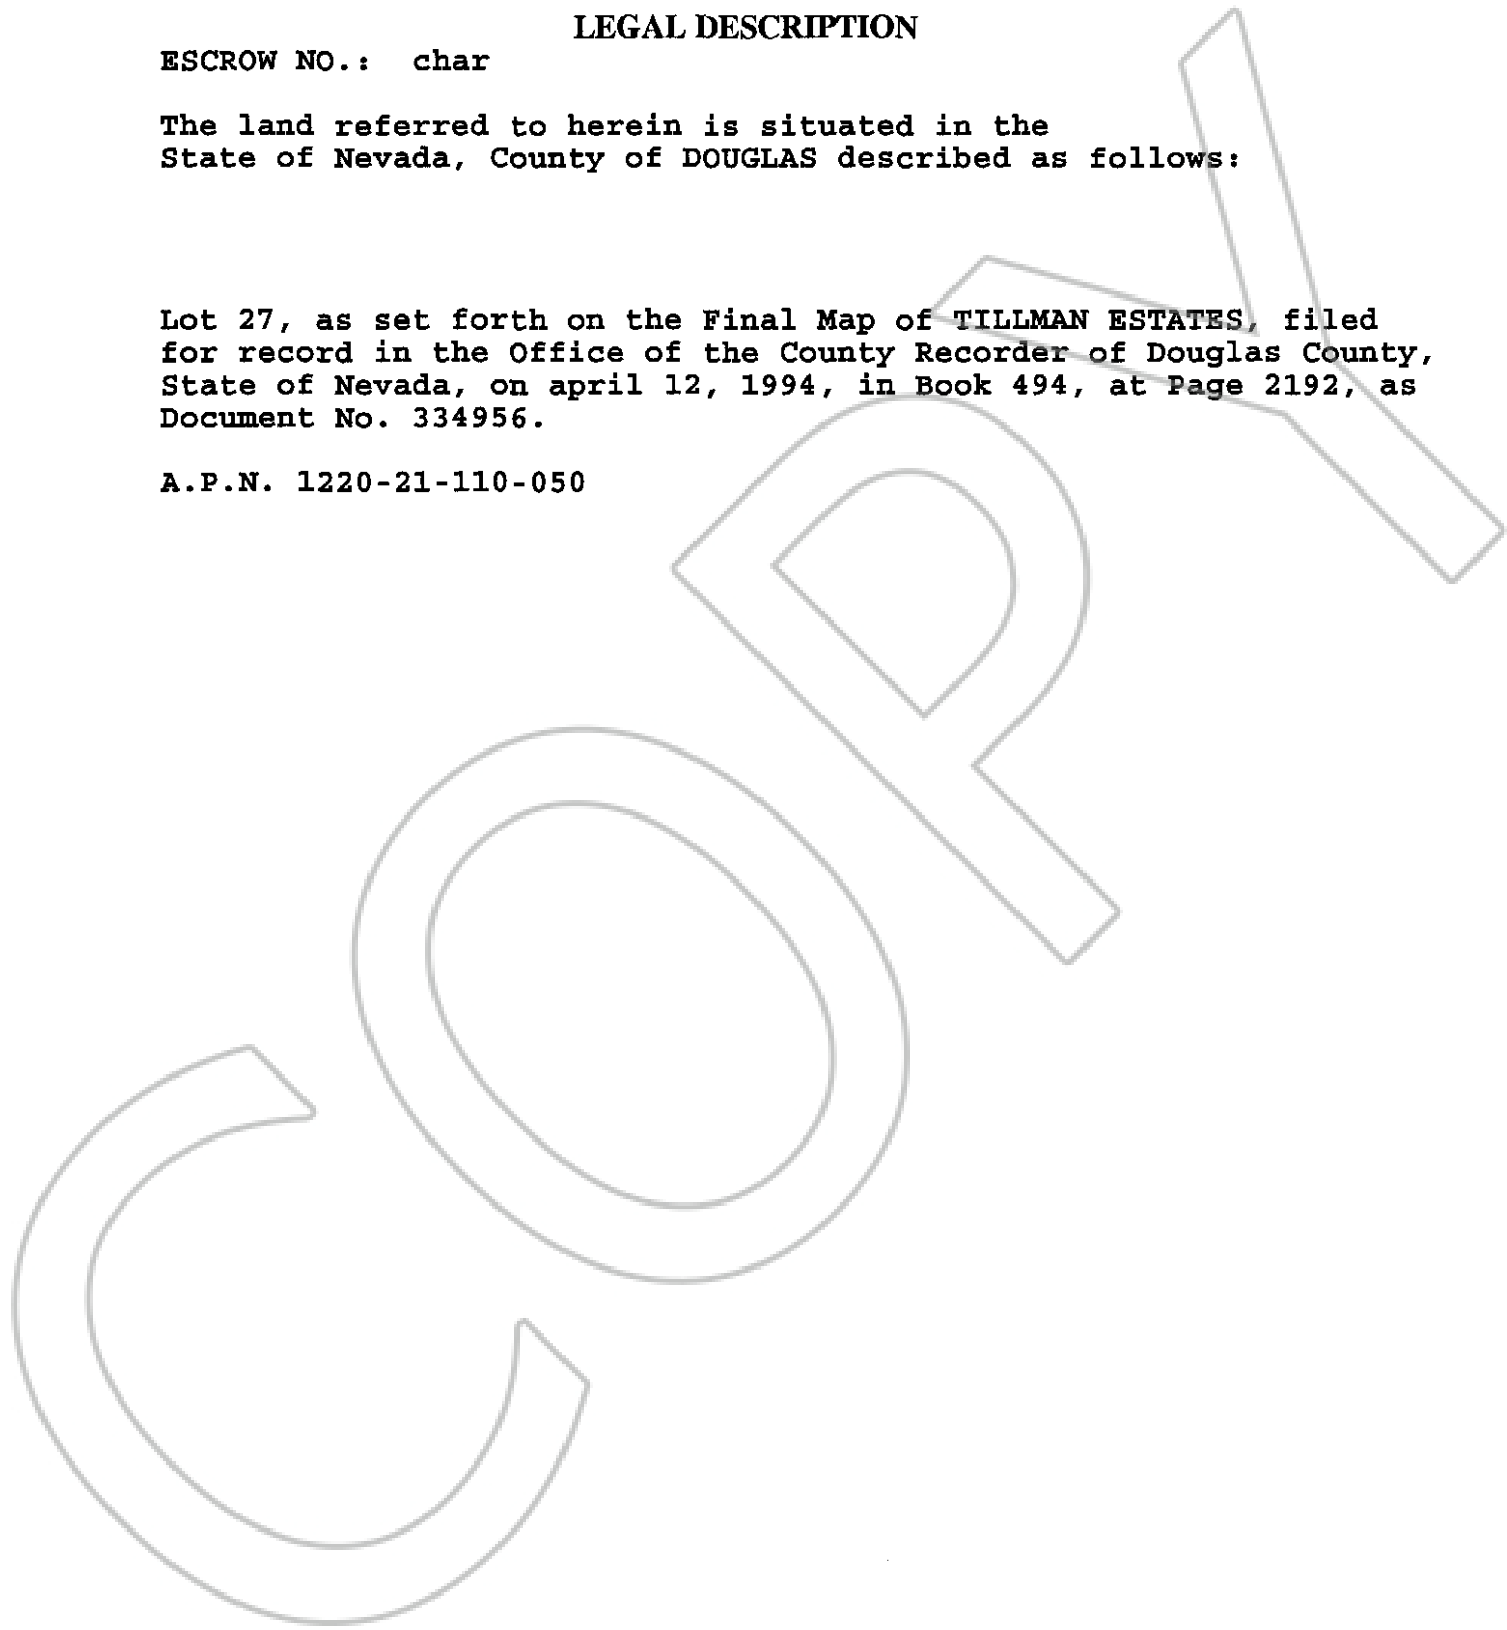 LEGAL DESCRIPTION
ESCROW NO.: char
The land referred to herein is situated in the
State of Nevada, County of DOUGLAS described as follows:
Lot 27, as set forth on the Final Map of TILLMAN ESTATES, filed
for record in the Office of the County Recorder of Douglas County,
State of Nevada, on april 12, 1994, in Book 494, at Page 2192, as
Document No. 334956.
A.P.N. 1220-21-110-050
COPY